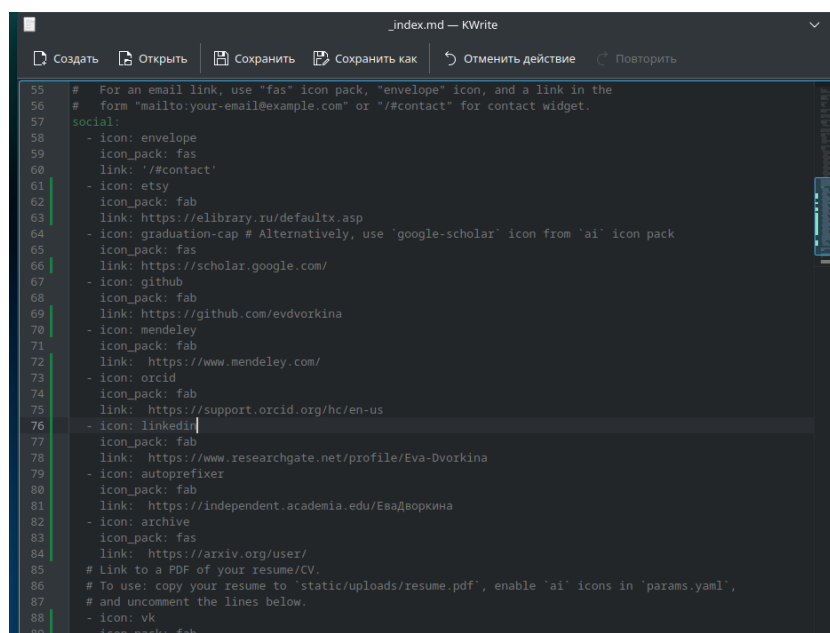 _index.md — KWrite
Создать Открыть Сохранить Сохранить как Отменить действие Повторить
55 #   For an email link, use "fas" icon pack, "envelope" icon, and a link in the
56 #   form "mailto:your-email@example.com" or "/#contact" for contact widget.
57 social:
58   - icon: envelope
59     icon_pack: fas
60     link: '/#contact'
61   - icon: etsy
62     icon_pack: fab
63     link: https://elibrary.ru/defaultx.asp
64   - icon: graduation-cap # Alternatively, use `google-scholar` icon from `ai` icon pack
65     icon_pack: fas
66     link: https://scholar.google.com/
67   - icon: github
68     icon_pack: fab
69     link: https://github.com/evdvorkina
70   - icon: mendeley
71     icon_pack: fab
72     link:  https://www.mendeley.com/
73   - icon: orcid
74     icon_pack: fab
75     link:  https://support.orcid.org/hc/en-us
76   - icon: linkedin
77     icon_pack: fab
78     link:  https://www.researchgate.net/profile/Eva-Dvorkina
79   - icon: autoprefixer
80     icon_pack: fab
81     link:  https://independent.academia.edu/ЕваДворкина
82   - icon: archive
83     icon_pack: fas
84     link:  https://arxiv.org/user/
85   # Link to a PDF of your resume/CV.
86   # To use: copy your resume to `static/uploads/resume.pdf`, enable `ai` icons in `params.yaml`,
87   # and uncomment the lines below.
88   - icon: vk
89     icon_pack: fab